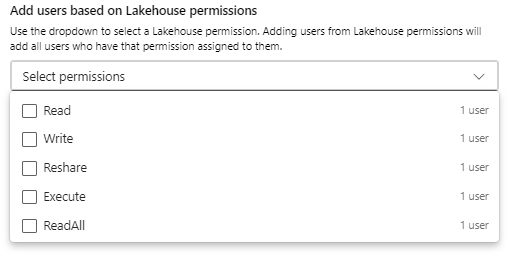 Add users based on Lakehouse permissions
Use the dropdown to select a Lakehouse permission. Adding users from Lakehouse permissions will
add all users who have that permission assigned to them.
Select permissions
Read 1 user
Write 1 user
Reshare 1 user
Execute 1 user
ReadAll 1 user